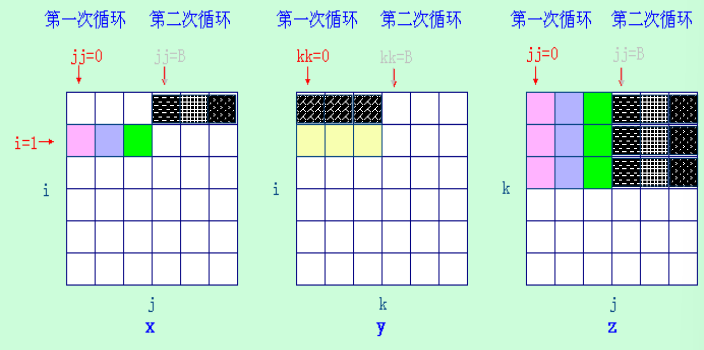 第一次循环 第二次循环 第一次循环 第二次循环 第一次循环 第二次循环
jj=0 jj=B kk=0 kk=B jj=0 jj=B
i=1
i i k
j k j
x y z